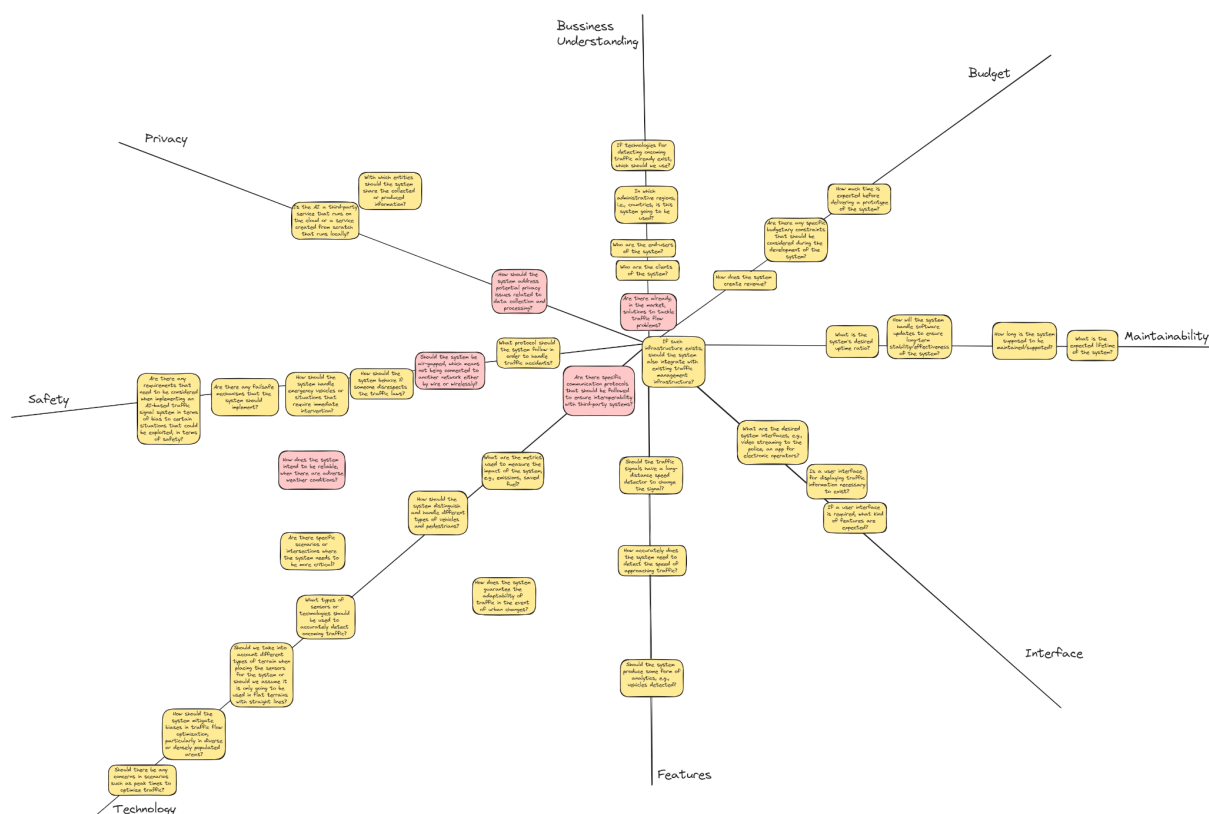 Bussiness
Understanding
Budget
Privacy
If technologies for
detecting oncoming
traffic already exist,
which should we use?
With which entities
should the system
share the collected
or produced
information?
Is the AI a third-party
service that runs on
the cloud or a service
created from scratch
that runs locally?
In which
administrative regions,
i.e., countries, is this
system going to be
used?
How much time is
expected before
delivering a prototype
of the system?
Are there any specific
budgetary constraints
that should be
considered during the
development of the
system?
Who are the end-users
of the system?
Who are the clients
of the system?
How does the system
create revenue?
How should the
system address
potential privacy
issues related to
data collection and
processing?
Are there already,
in the market,
solutions to tackle
traffic flow
problems?
If such
infrastructure exists,
should the system
also integrate with
existing traffic
management
infrastructure?
What is the
system's desired
uptime ratio?
How will the system
handle software
updates to ensure
long-term
stability/effectiveness
of the system?
How long is the system
supposed to be
maintained/supported?
What is the
expected lifetime
of the system?
Maintainability
What protocol should
the system follow in
order to handle
traffic accidents?
Should the system be
air-gapped, which means
not being connected to
another network either
by wire or wirelessly?
How should the
system behave if
someone disrespects
the traffic laws?
How should the
system handle
emergency vehicles or
situations that
require immediate
intervention?
Are there any failsafe
mechanisms that the
system should
implement?
Are there any
requirements that
need to be considered
when implementing an
AI-based traffic
signal system in terms
of bias to certain
situations that could
be exploited, in terms
of safety?
Safety
Are there specific
communication protocols
that should be followed
to ensure interoperability
with third-party systems?
What are the desired
system interfaces, e.g.,
video streaming to the
police, an app for
electronic operators?
Is a user interface
for displaying traffic
information necessary
to exist?
If a user interface
is required, what kind
of features are
expected?
Interface
How does the system
intend to be reliable,
when there are adverse
weather conditions?
What are the metrics
used to measure the
impact of the system,
e.g., emissions, saved
fuel?
Should the traffic
signals have a long-
distance speed
detector to change
the signal?
How should the
system distinguish
and handle different
types of vehicles
and pedestrians?
Are there specific
scenarios or
intersections where
the system needs to
be more critical?
How accurately does
the system need to
detect the speed of
approaching traffic?
How does the system
guarantee the
adaptability of
traffic in the event
of urban changes?
What types of
sensors or
technologies should
be used to
accurately detect
oncoming traffic?
Should we take into
account different
types of terrain when
placing the sensors
for the system or
should we assume it
is only going to be
used in flat terrains
with straight lines?
Should the system
produce some form of
analytics, e.g.,
vehicles detected?
How should the
system mitigate
biases in traffic flow
optimization,
particularly in diverse
or densely populated
areas?
Should there be any
concerns in scenarios
such as peak times to
optimize traffic?
Features
Technology